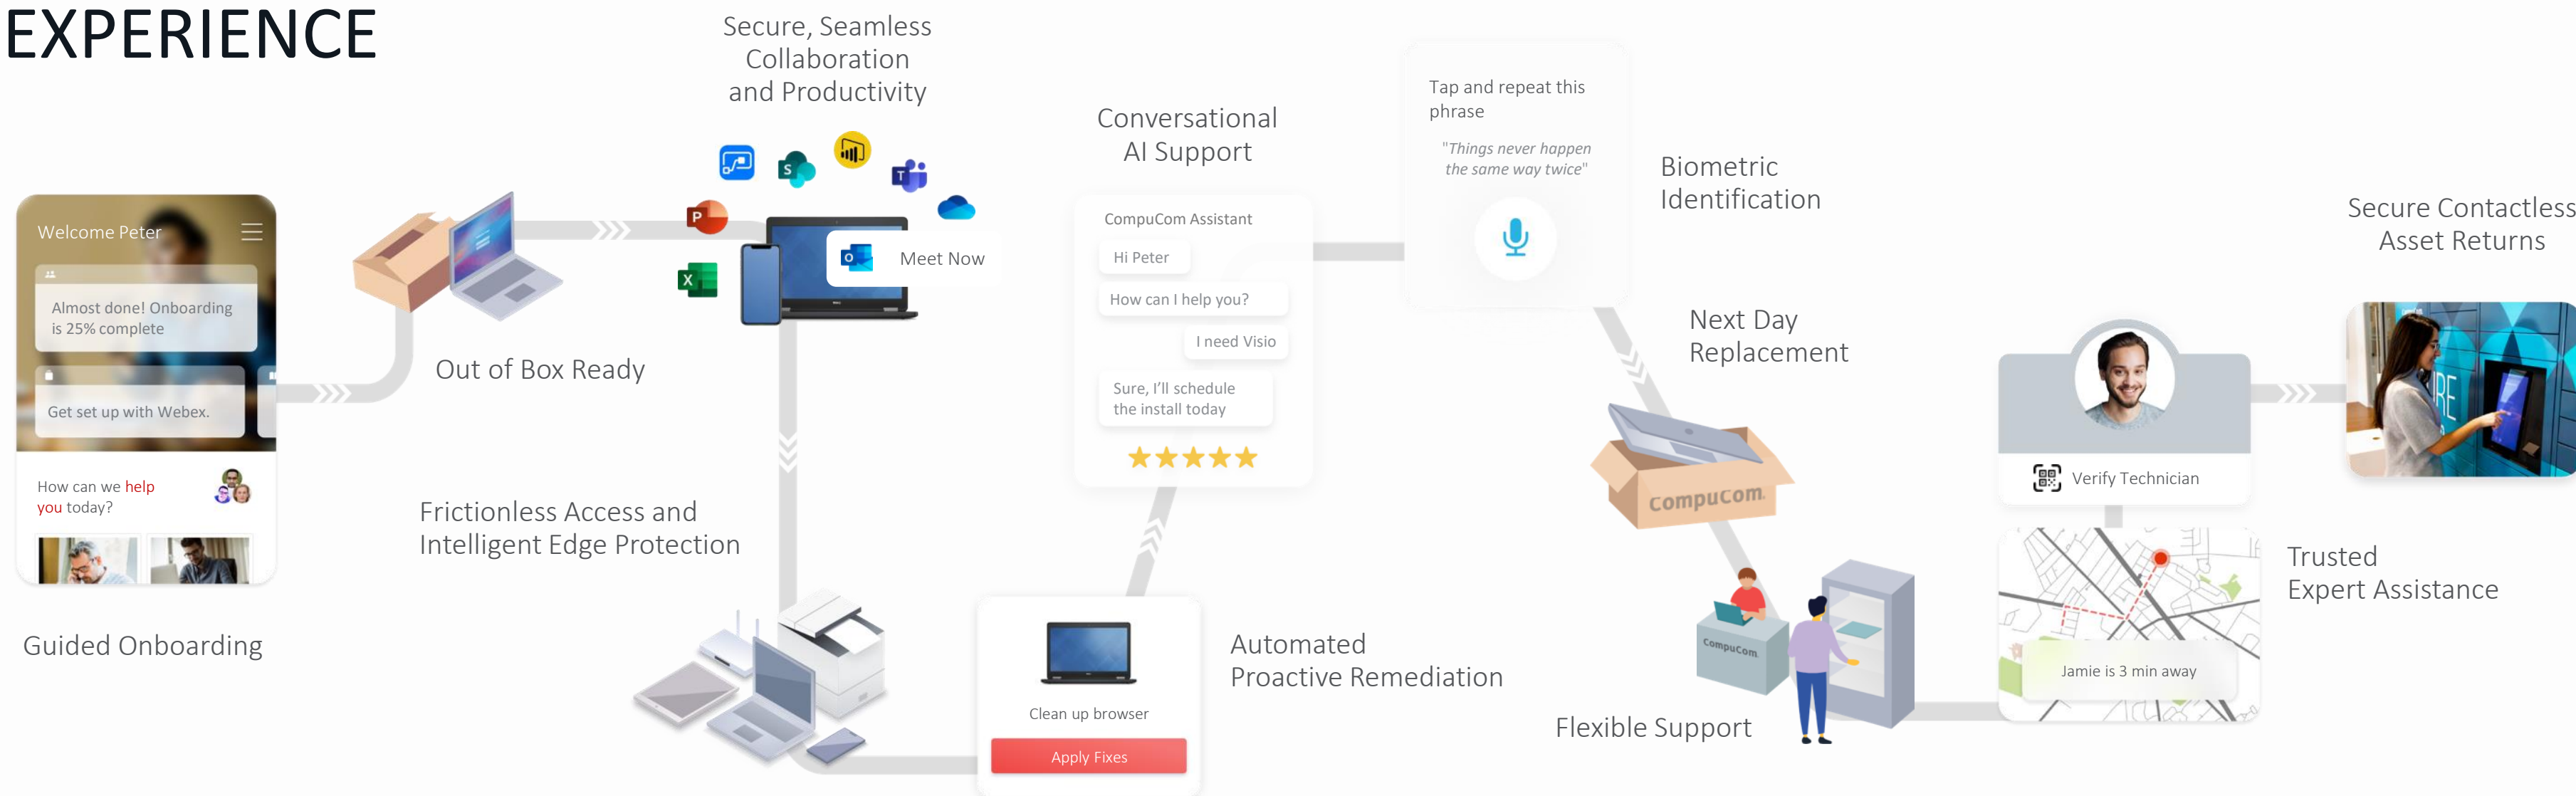 EXPERIENCE
Welcome Peter
Almost done! Onboarding
is 25% complete
Get set up with Webex.
How can we help
you today?
Guided Onboarding
Out of Box Ready
Secure, Seamless
Collaboration
and Productivity
P
X
S
T
O
Meet Now
Frictionless Access and
Intelligent Edge Protection
Clean up browser
Apply Fixes
Automated
Proactive Remediation
Conversational
AI Support
CompuCom Assistant
Hi Peter
How can I help you?
I need Visio
Sure, I'll schedule
the install today
Tap and repeat this
phrase
"Things never happen
the same way twice"
Biometric
Identification
Next Day
Replacement
CompuCom.
CompuCom.
Flexible Support
Verify Technician
Jamie is 3 min away
Trusted
Expert Assistance
Secure Contactless
Asset Returns